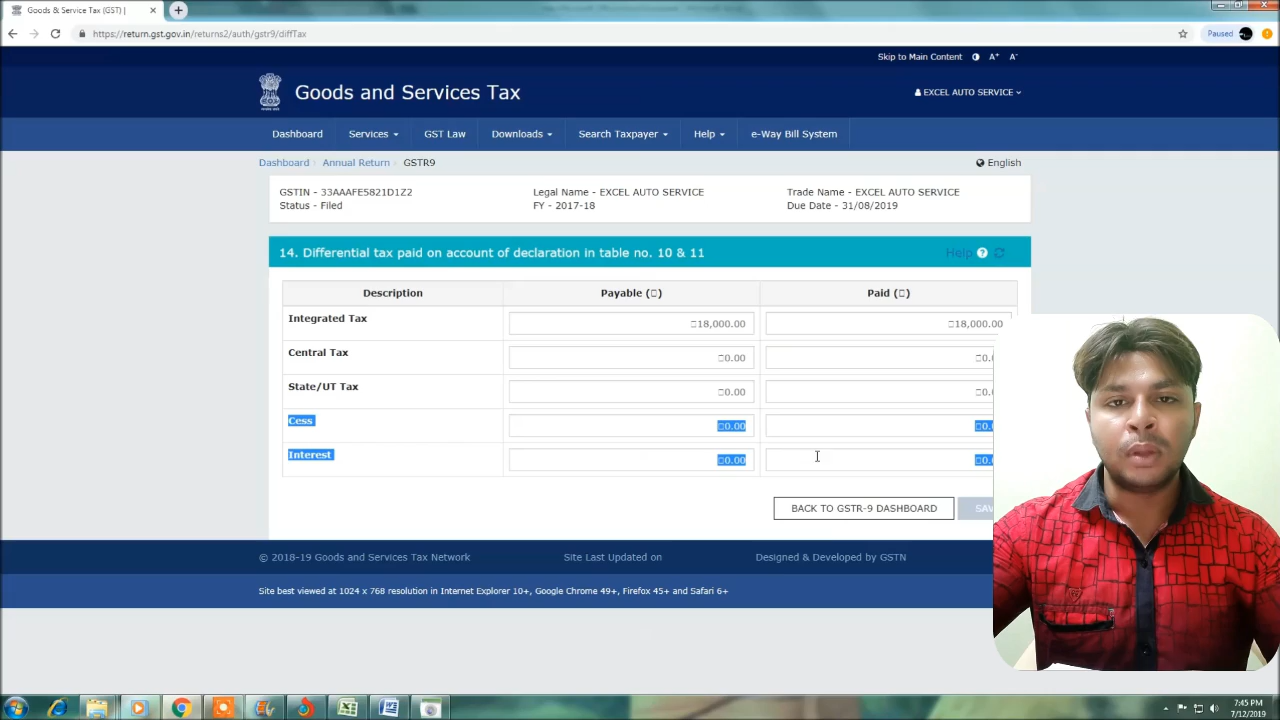 Goods & Service Tax (GST) |
https://return.gst.gov.in/returns2/auth/gstr9/diffTax
Paused
Skip to Main Content A+ A-
Goods and Services Tax
EXCEL AUTO SERVICE
Dashboard Services GST Law Downloads Search Taxpayer Help e-Way Bill System
Dashboard Annual Return GSTR9 English
GSTIN - 33AAAFE5821D1Z2 Legal Name - EXCEL AUTO SERVICE Trade Name - EXCEL AUTO SERVICE
Status - Filed FY - 2017-18 Due Date - 31/08/2019
14. Differential tax paid on account of declaration in table no. 10 & 11 Help
Description Payable (▯) Paid (▯)
Integrated Tax ▯18,000.00 ▯18,000.00
Central Tax ▯0.00 ▯0.
State/UT Tax ▯0.00 ▯0.
Cess ▯0.00 ▯0.
Interest ▯0.00 ▯0.
BACK TO GSTR-9 DASHBOARD SAV
© 2018-19 Goods and Services Tax Network Site Last Updated on Designed & Developed by GSTN
Site best viewed at 1024 x 768 resolution in Internet Explorer 10+, Google Chrome 49+, Firefox 45+ and Safari 6+
7:45 PM
7/12/2019